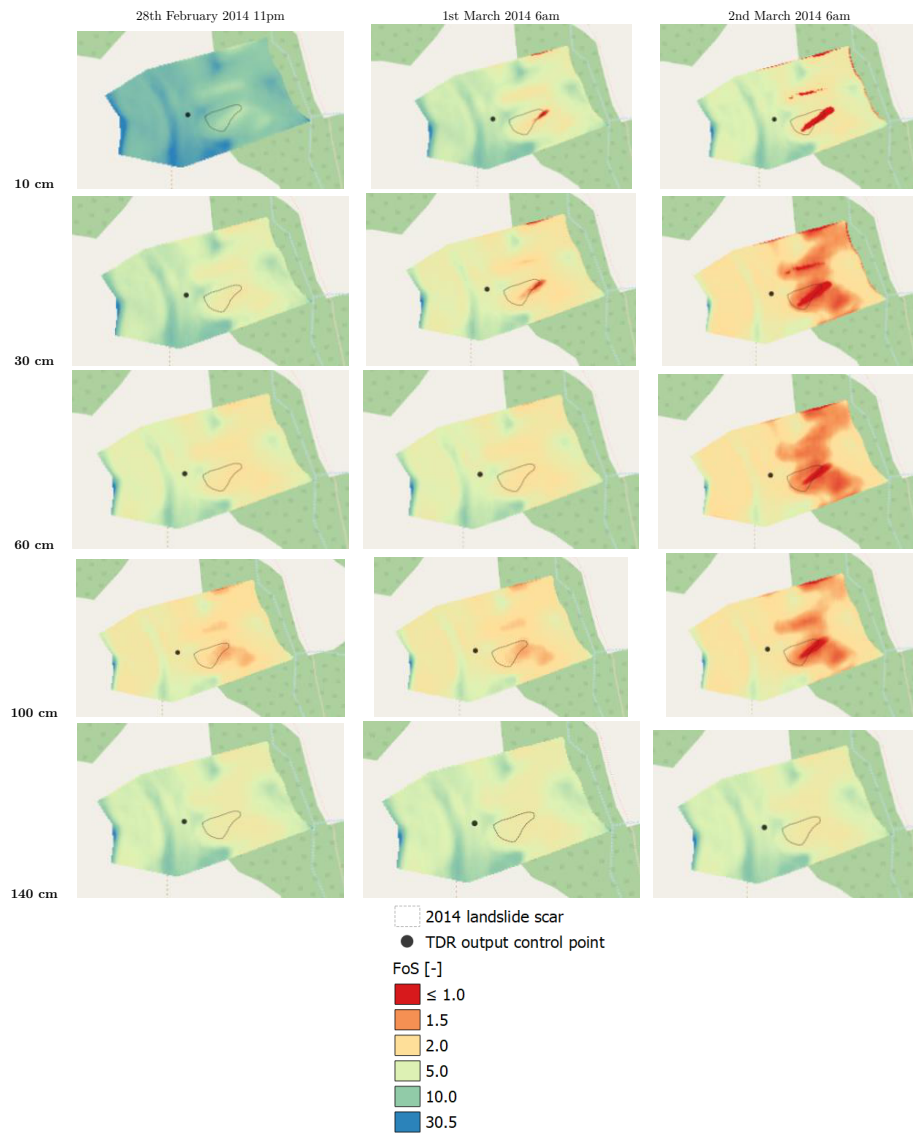 28th February 2014 11pm
1st March 2014 6am
2nd March 2014 6am
10 cm
30 cm
60 cm
100 cm
140 cm
2014 landslide scar
TDR output control point
FoS [-]
≤ 1.0
1.5
2.0
5.0
10.0
30.5